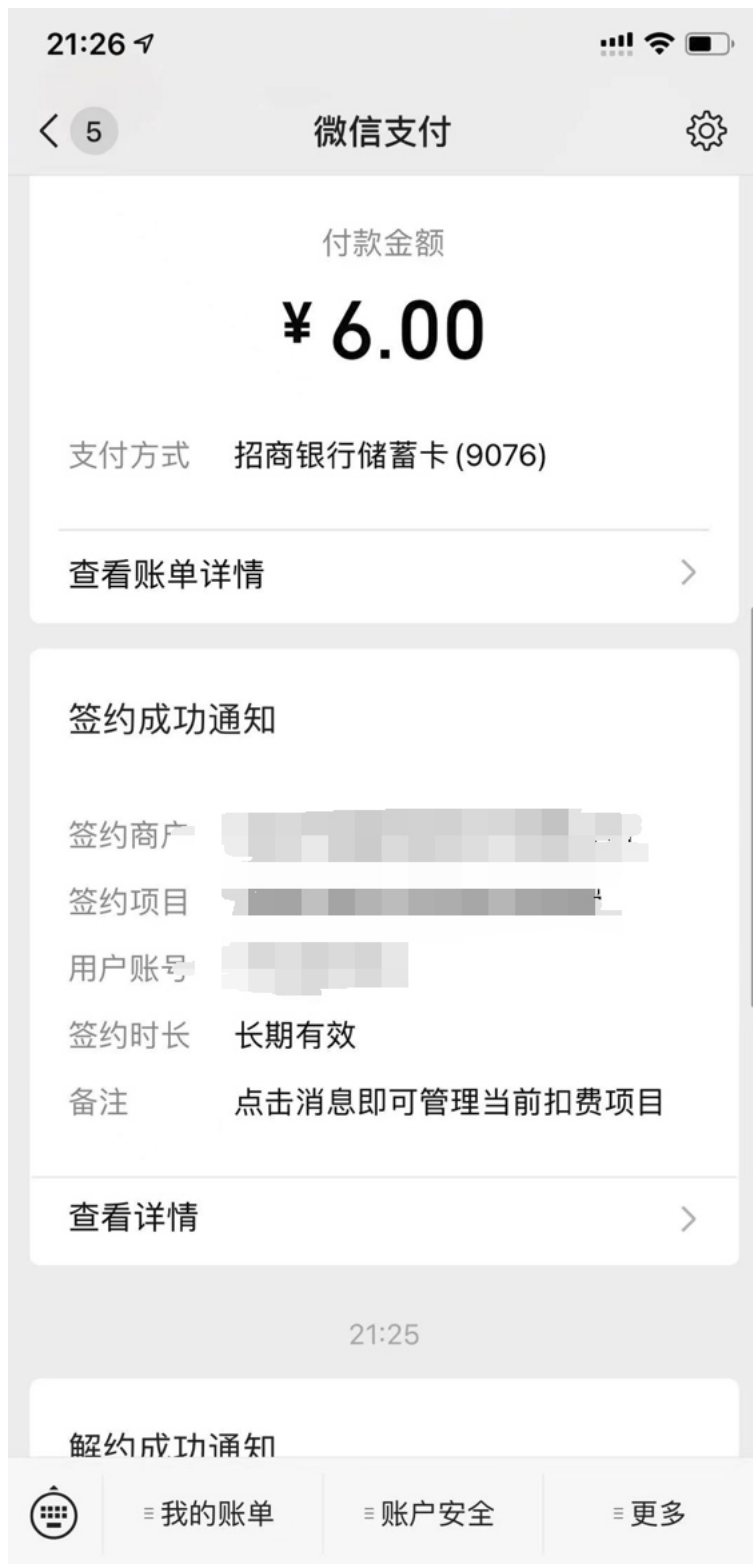 21:26
5
微信支付
付款金额
¥6.00
支付方式 招商银行储蓄卡(9076)
查看账单详情
签约成功通知
签约商户
签约项目
用户账号
签约时长 长期有效
备注 点击消息即可管理当前扣费项目
查看详情
21:25
解约成功通知
我的账单 账户安全 更多